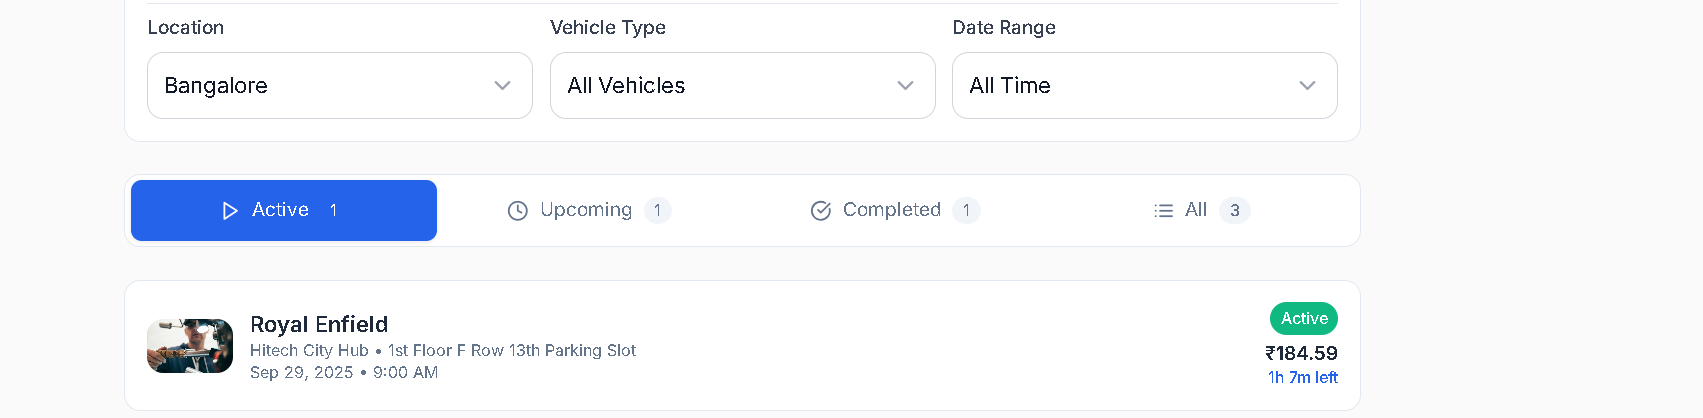 Location Vehicle Type Date Range
Bangalore All Vehicles All Time
Active 1 Upcoming 1 Completed 1 All 3
Royal Enfield
Hitech City Hub • 1st Floor F Row 13th Parking Slot
Sep 29, 2025 • 9:00 AM
Active
₹184.59
1h 7m left